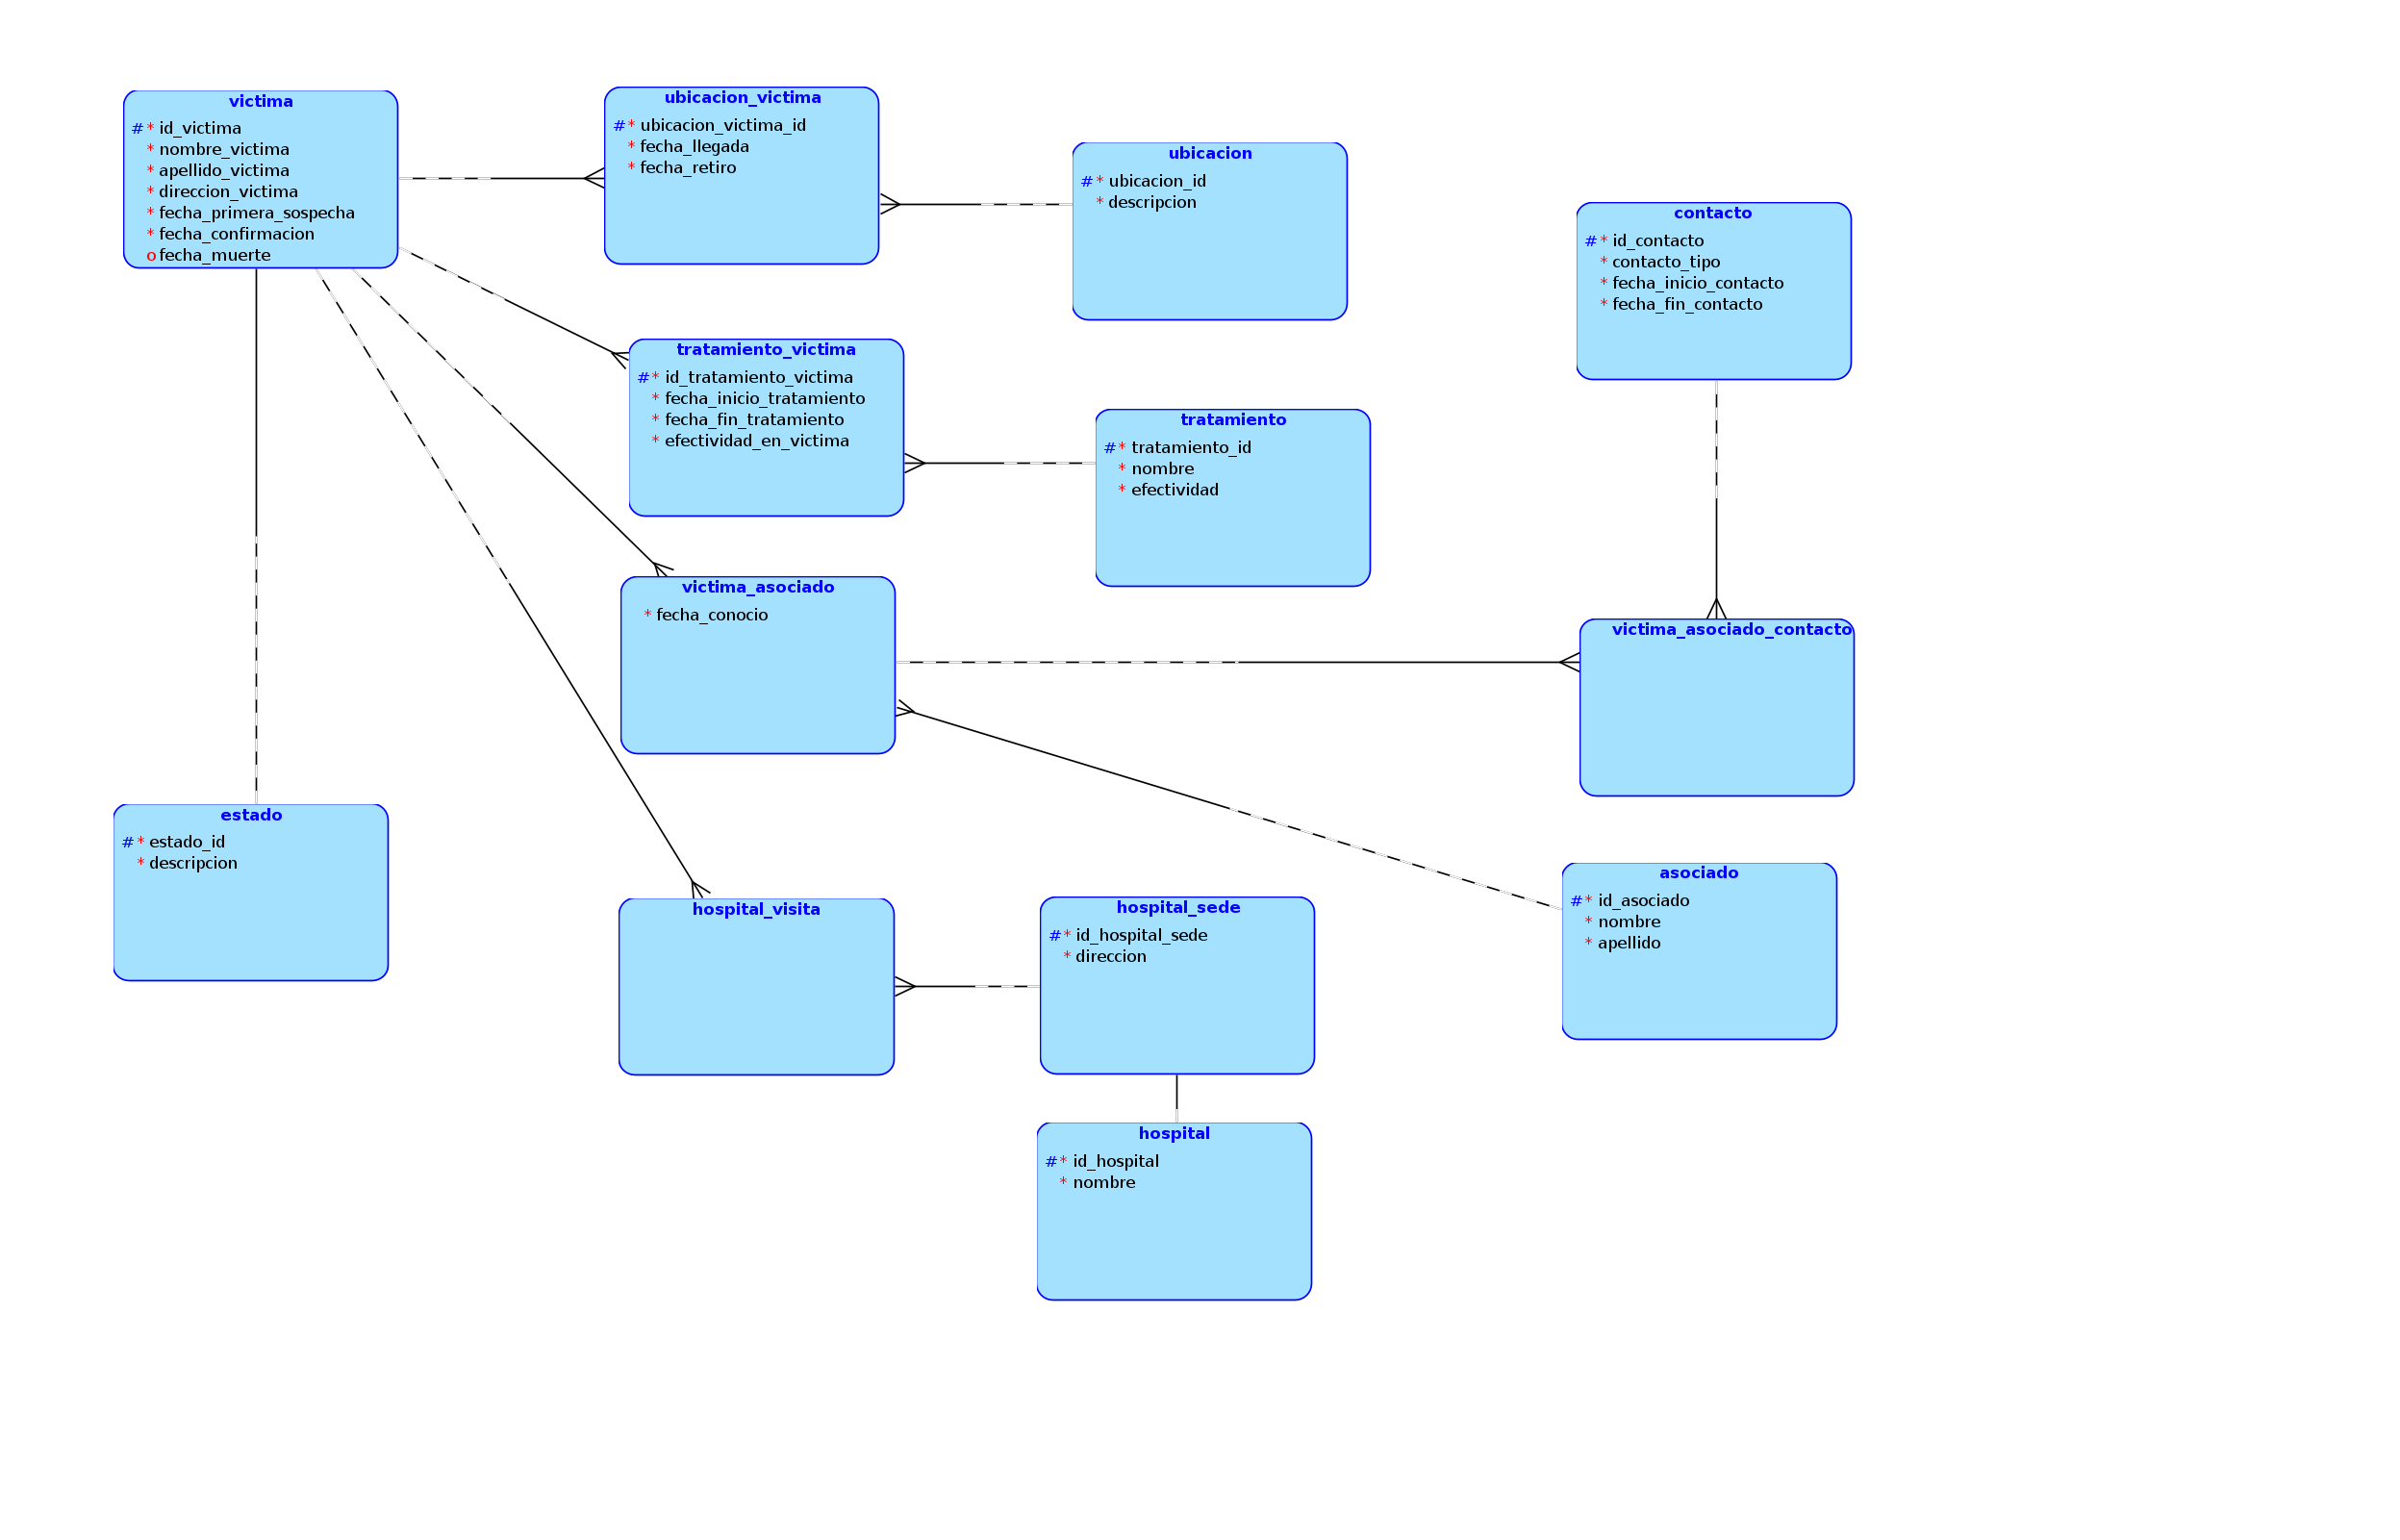 victima
#* id_victima
* nombre_victima
* apellido_victima
* direccion_victima
* fecha_primera_sospecha
* fecha_confirmacion
o fecha_muerte
ubicacion_victima
#* ubicacion_victima_id
* fecha_llegada
* fecha_retiro
ubicacion
#* ubicacion_id
* descripcion
contacto
#* id_contacto
* contacto_tipo
* fecha_inicio_contacto
* fecha_fin_contacto
tratamiento_victima
#* id_tratamiento_victima
* fecha_inicio_tratamiento
* fecha_fin_tratamiento
* efectividad_en_victima
tratamiento
#* tratamiento_id
* nombre
* efectividad
victima_asociado
* fecha_conocio
victima_asociado_contacto
estado
#* estado_id
* descripcion
hospital_visita
hospital_sede
#* id_hospital_sede
* direccion
asociado
#* id_asociado
* nombre
* apellido
hospital
#* id_hospital
* nombre